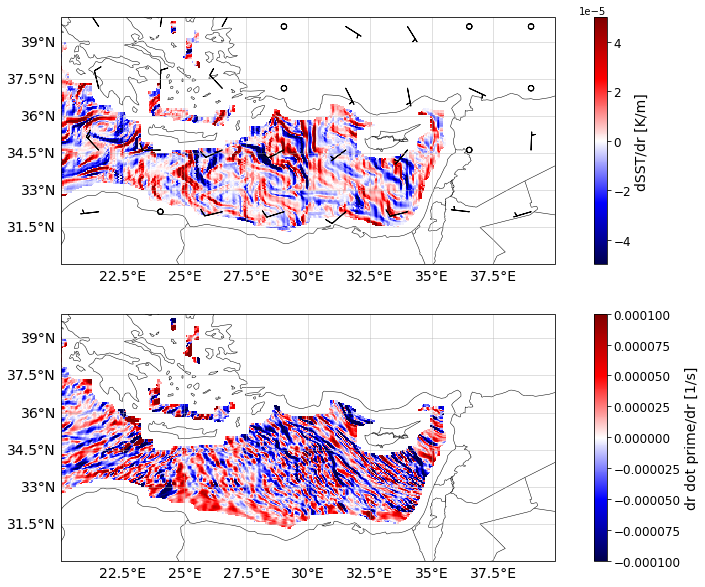 1e−5
39°N
37.5°N
36°N
34.5°N
33°N
31.5°N
22.5°E
25°E
27.5°E
30°E
32.5°E
35°E
37.5°E
4
2
0
−2
−4
dSST/dr [K/m]
39°N
37.5°N
36°N
34.5°N
33°N
31.5°N
22.5°E
25°E
27.5°E
30°E
32.5°E
35°E
37.5°E
0.000100
0.000075
0.000050
0.000025
0.000000
−0.000025
−0.000050
−0.000075
−0.000100
dr dot prime/dr [1/s]